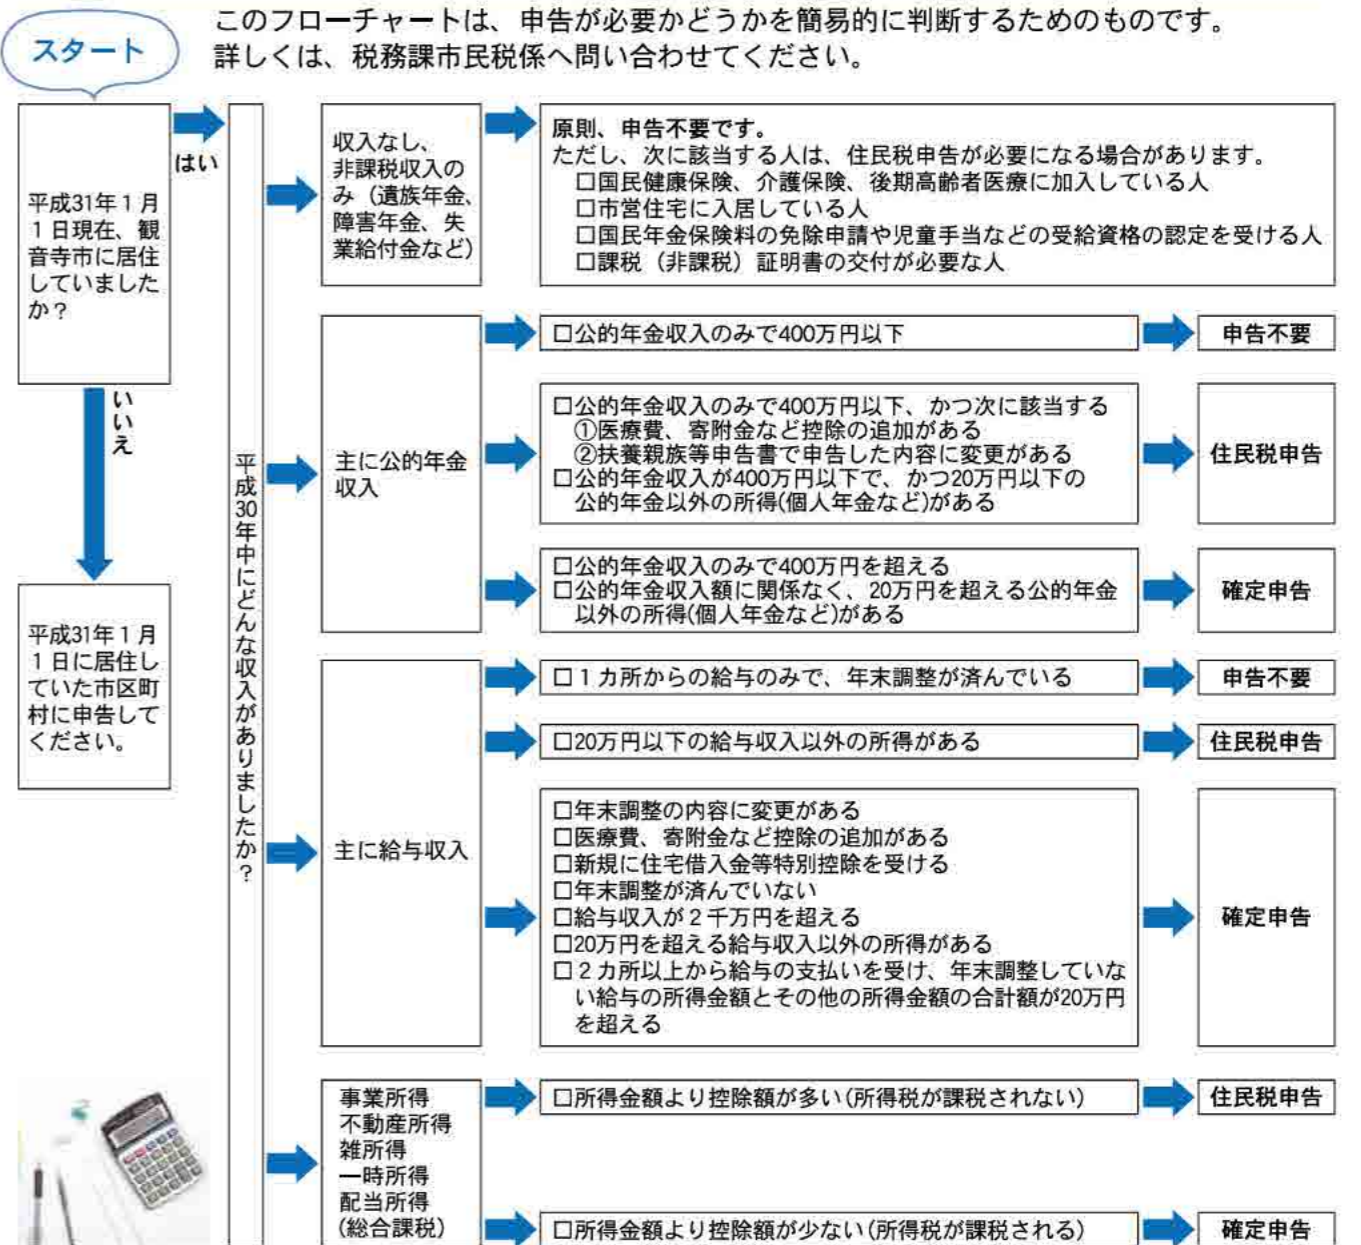 スタート
このフローチャートは、申告が必要かどうかを簡易的に判断するためのものです。
詳しくは、税務課市民税係へ問い合わせてください。
平成31年1月
1日現在、観
音寺市に居住
していました
か？
はい
いいえ
平成31年1月
1日に居住し
ていた市区町
村に申告して
ください。
平成30年中にどんな収入がありましたか？
収入なし、
非課税収入の
み（遺族年金、
障害年金、失
業給付金など）
原則、申告不要です。
ただし、次に該当する人は、住民税申告が必要になる場合があります。
□国民健康保険、介護保険、後期高齢者医療に加入している人
□市営住宅に入居している人
□国民年金保険料の免除申請や児童手当などの受給資格の認定を受ける人
□課税（非課税）証明書の交付が必要な人
主に公的年金
収入
□公的年金収入のみで400万円以下
申告不要
□公的年金収入のみで400万円以下、かつ次に該当する
①医療費、寄附金など控除の追加がある
②扶養親族等申告書で申告した内容に変更がある
□公的年金収入が400万円以下で、かつ20万円以下の
公的年金以外の所得(個人年金など)がある
住民税申告
□公的年金収入のみで400万円を超える
□公的年金収入額に関係なく、20万円を超える公的年金
以外の所得(個人年金など)がある
確定申告
主に給与収入
□1カ所からの給与のみで、年末調整が済んでいる
申告不要
□20万円以下の給与収入以外の所得がある
住民税申告
□年末調整の内容に変更がある
□医療費、寄附金など控除の追加がある
□新規に住宅借入金等特別控除を受ける
□年末調整が済んでいない
□給与収入が2千万円を超える
□20万円を超える給与収入以外の所得がある
□2カ所以上から給与の支払いを受け、年末調整していな
い給与の所得金額とその他の所得金額の合計額が20万円
を超える
確定申告
事業所得
不動産所得
雑所得
一時所得
配当所得
(総合課税)
□所得金額より控除額が多い(所得税が課税されない)
住民税申告
□所得金額より控除額が少ない(所得税が課税される)
確定申告